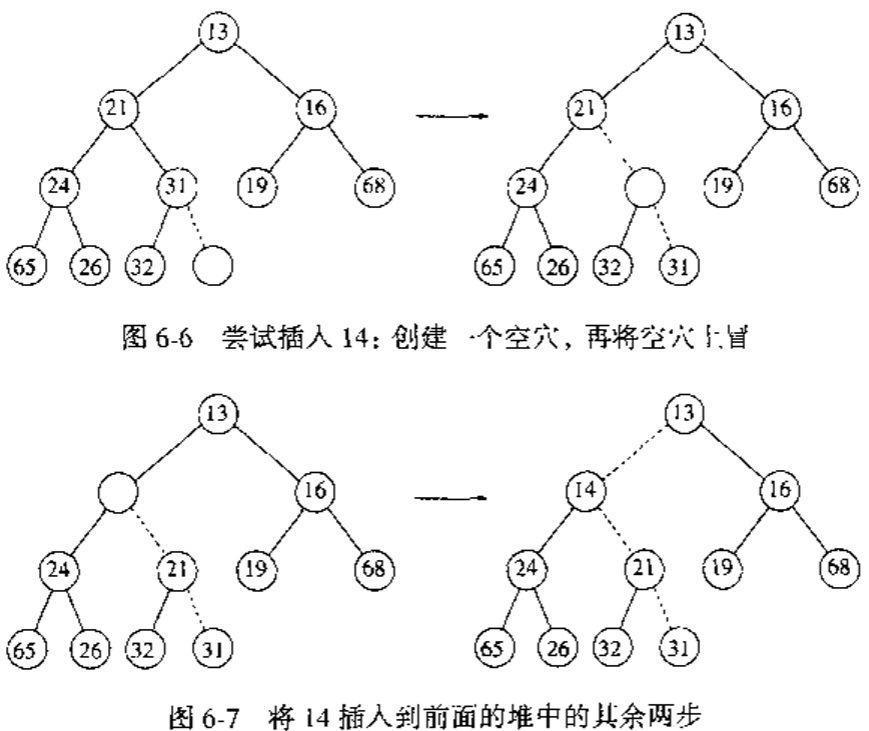 13 13
21 16 21 16
24 31 19 68 24 19 68
65 26 32 65 26 32 31
图 6-6 尝试插入 14：创建一个空穴，再将空穴上冒
13 13
16 14 16
24 21 19 68 24 21 19 68
65 26 32 31 65 26 32 31
图 6-7 将 14 插入到前面的堆中的其余两步